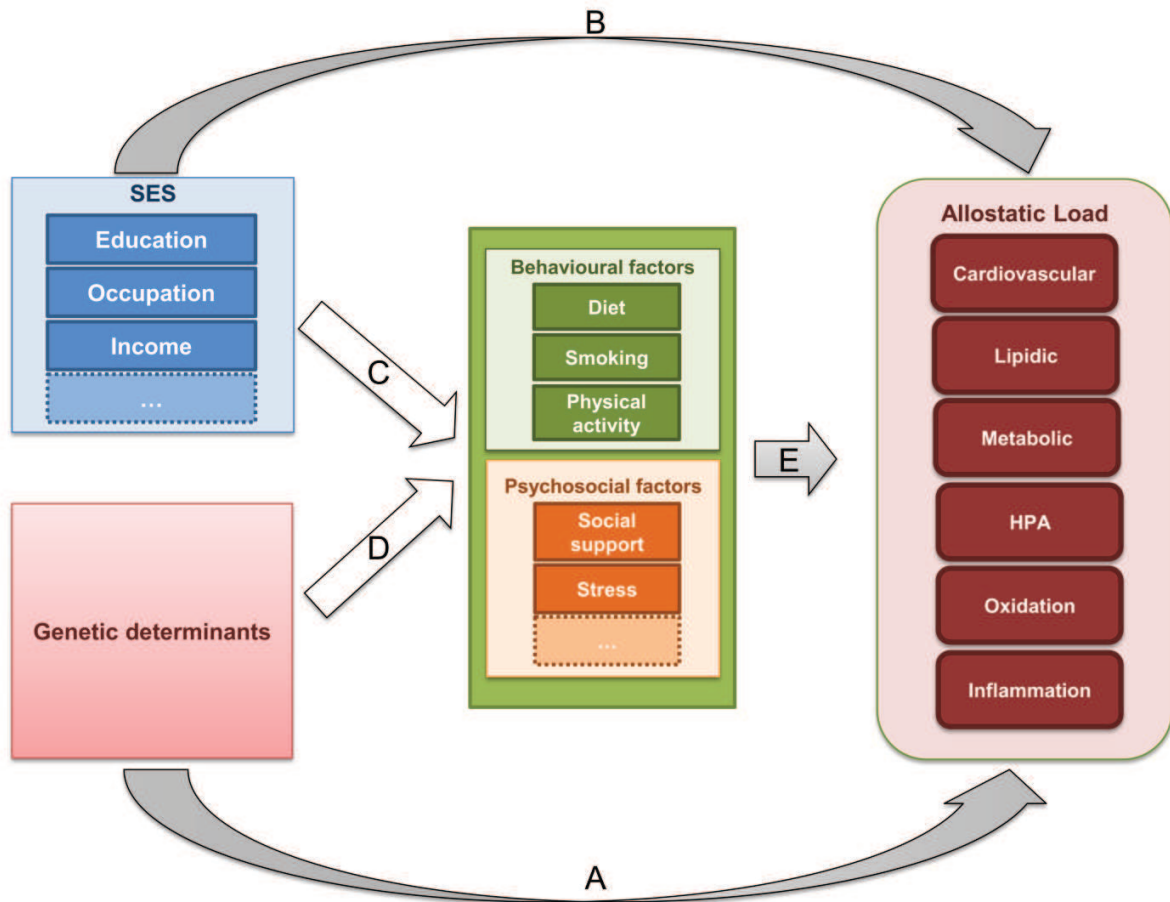 B
SES
Education
Occupation
Income
...
C
Genetic determinants
D
Behavioural factors
Diet
Smoking
Physical
activity
Psychosocial factors
Social
support
Stress
...
E
Allostatic Load
Cardiovascular
Lipidic
Metabolic
HPA
Oxidation
Inflammation
A